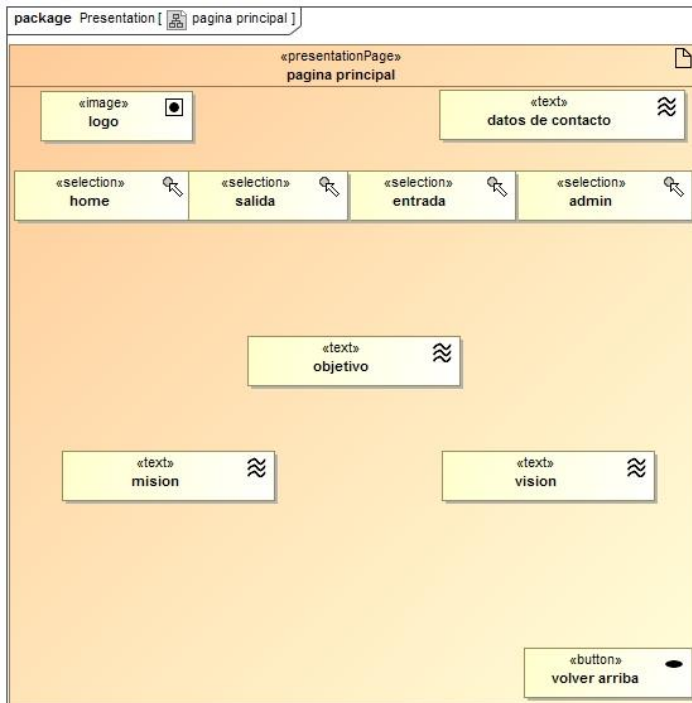 package Presentation [ pagina principal ]
«presentationPage»
pagina principal
«image»
logo
«text»
datos de contacto
«selection»
home
«selection»
salida
«selection»
entrada
«selection»
admin
«text»
objetivo
«text»
mision
«text»
vision
«button»
volver arriba